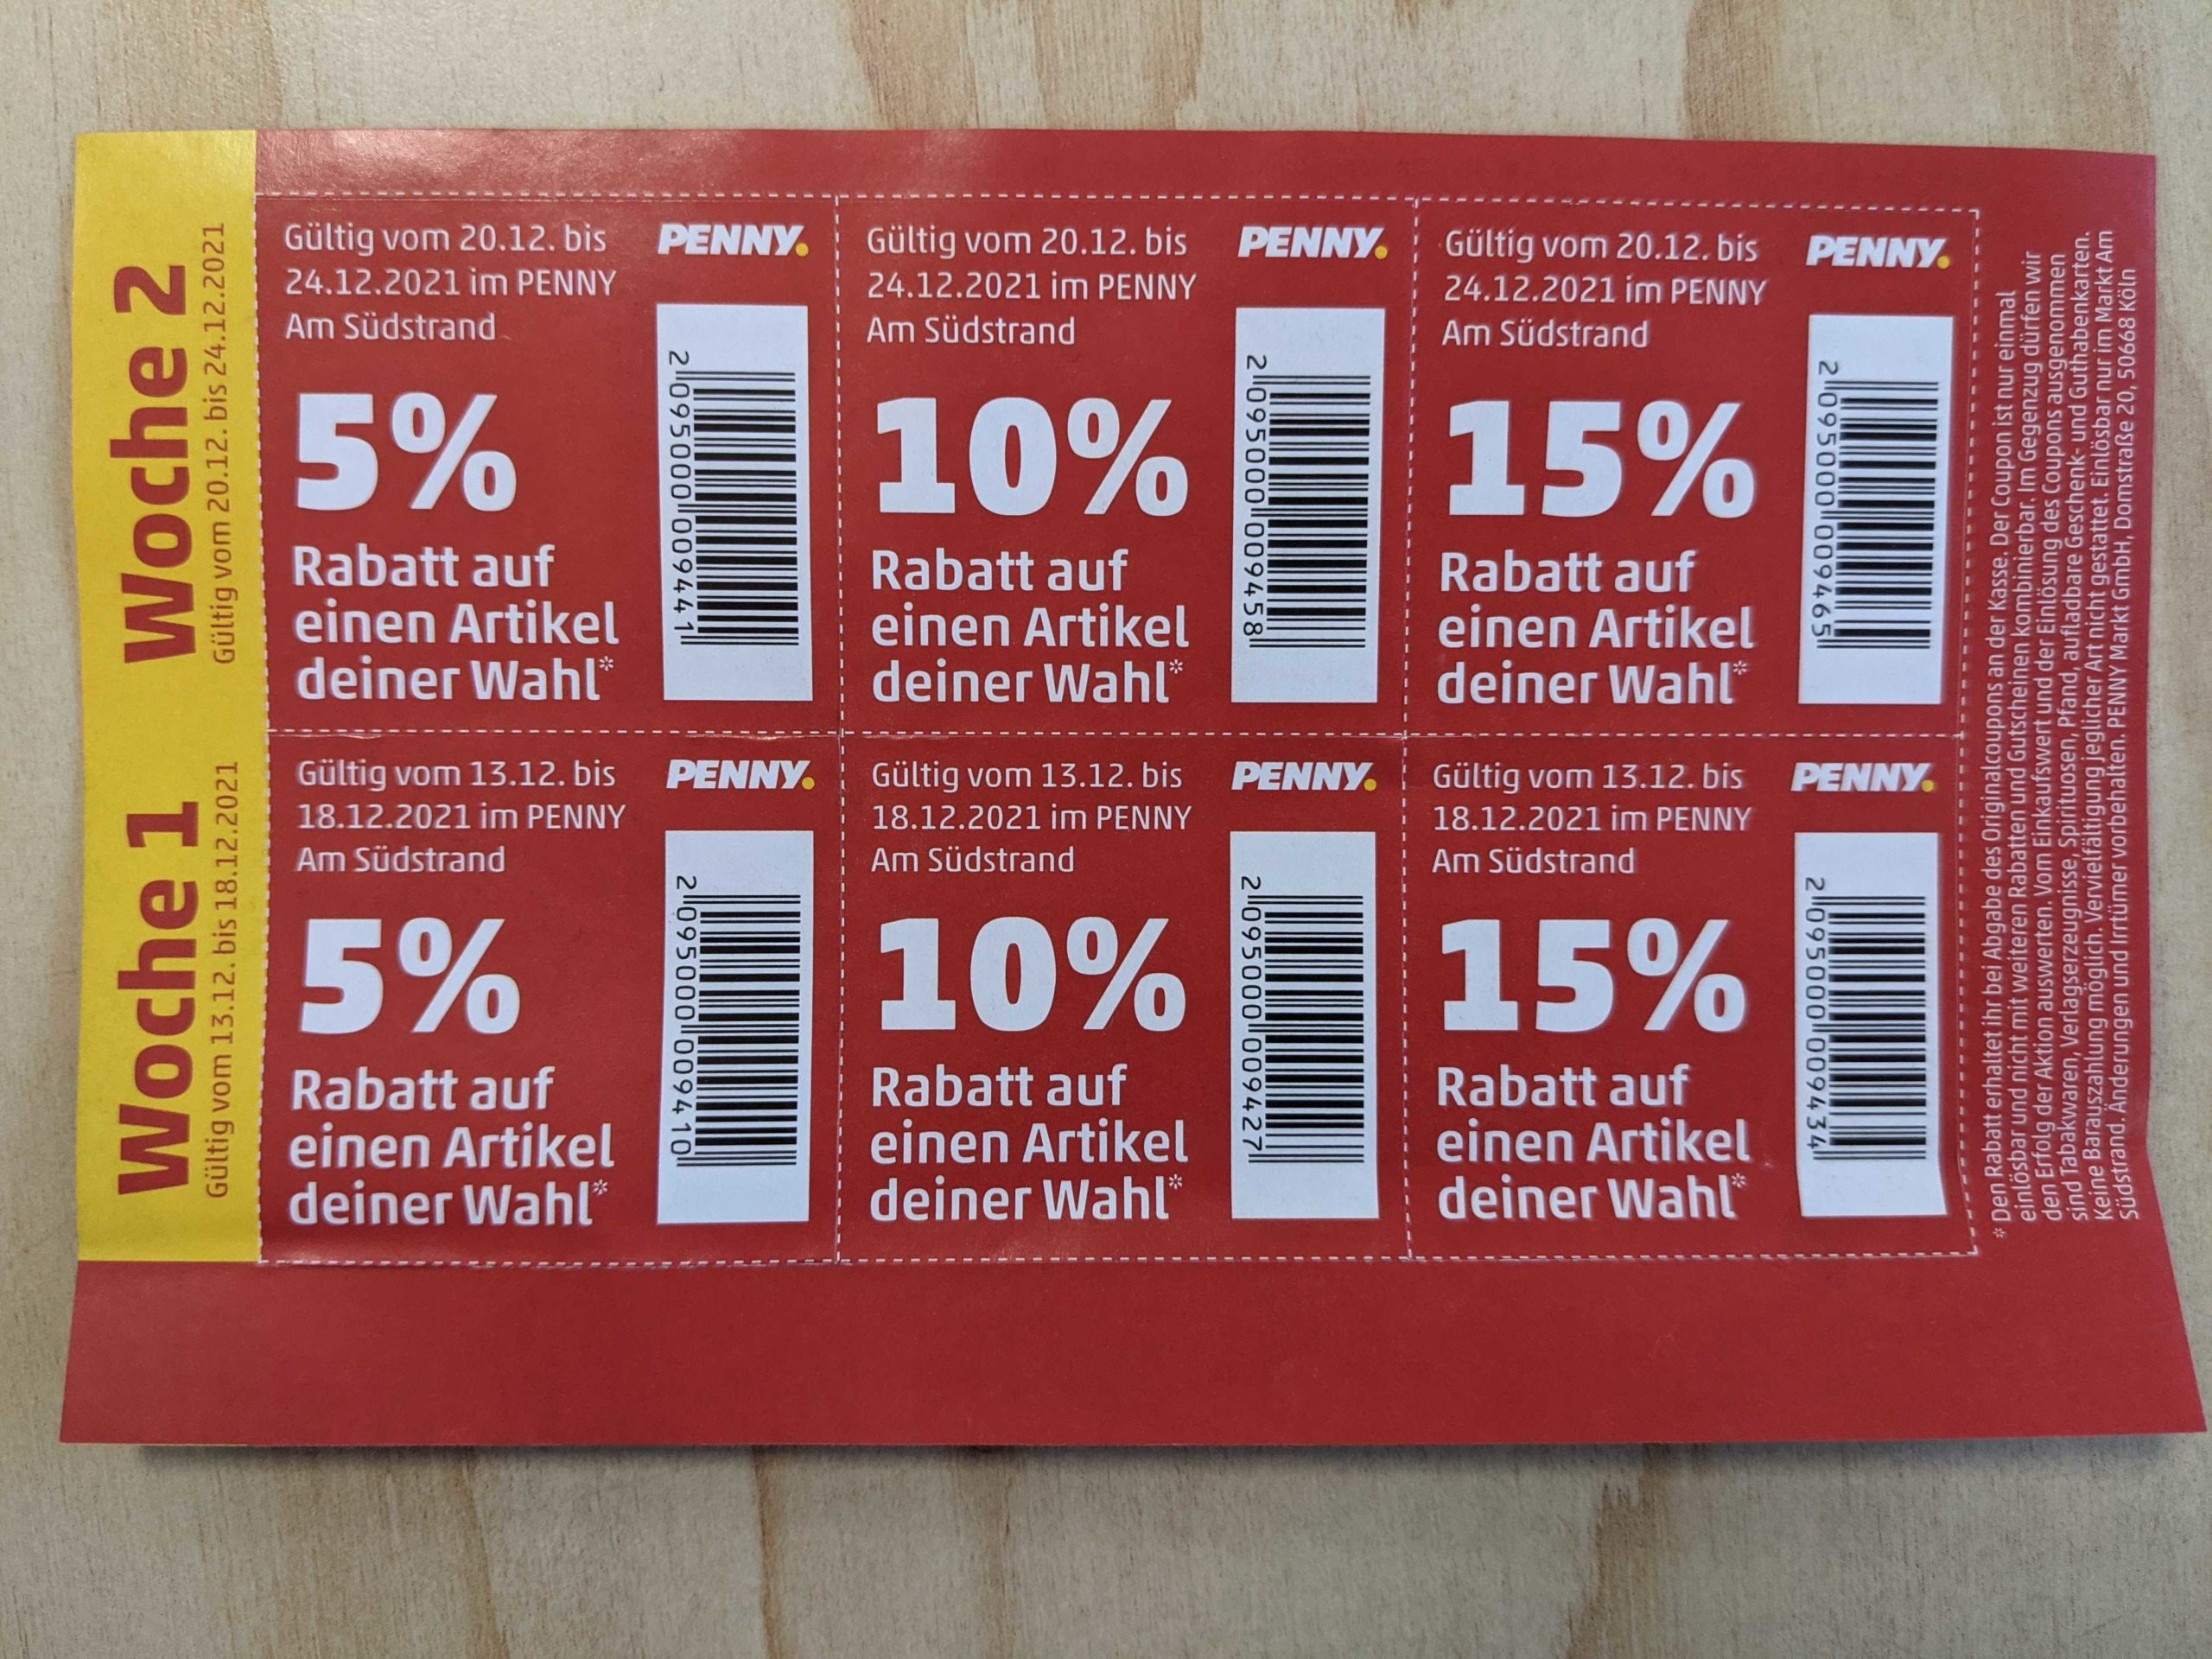 Woche 2
Gültig vom 20.12. bis 24.12.2021
Gültig vom 20.12. bis
24.12.2021 im PENNY
Am Südstrand
PENNY.
5%
Rabatt auf
einen Artikel
deiner Wahl*
2 095000 009441
Gültig vom 20.12. bis
24.12.2021 im PENNY
Am Südstrand
PENNY.
10%
Rabatt auf
einen Artikel
deiner Wahl*
2 095000 009458
Gültig vom 20.12. bis
24.12.2021 im PENNY
Am Südstrand
PENNY.
15%
Rabatt auf
einen Artikel
deiner Wahl*
2 095000 009465
Woche 1
Gültig vom 13.12. bis 18.12.2021
Gültig vom 13.12. bis
18.12.2021 im PENNY
Am Südstrand
PENNY.
5%
Rabatt auf
einen Artikel
deiner Wahl*
2 095000 009410
Gültig vom 13.12. bis
18.12.2021 im PENNY
Am Südstrand
PENNY.
10%
Rabatt auf
einen Artikel
deiner Wahl*
2 095000 009427
Gültig vom 13.12. bis
18.12.2021 im PENNY
Am Südstrand
PENNY.
15%
Rabatt auf
einen Artikel
deiner Wahl*
2 095000 009434
* Den Rabatt erhaltet ihr bei Abgabe des Originalcoupons an der Kasse. Der Coupon ist nur einmal
einlösbar und nicht mit weiteren Rabatten und Gutscheinen kombinierbar. Im Gegenzug dürfen wir
den Erfolg der Aktion auswerten. Vom Einkaufswert und der Einlösung des Coupons ausgenommen
sind Tabakwaren, Verlagserzeugnisse, Spirituosen, Pfand, aufladbare Geschenk- und Guthabenkarten.
Keine Barauszahlung möglich. Vervielfältigung jeglicher Art nicht gestattet. Einlösbar nur im Markt Am
Südstrand. Änderungen und Irrtümer vorbehalten. PENNY Markt GmbH, Domstraße 20, 50668 Köln